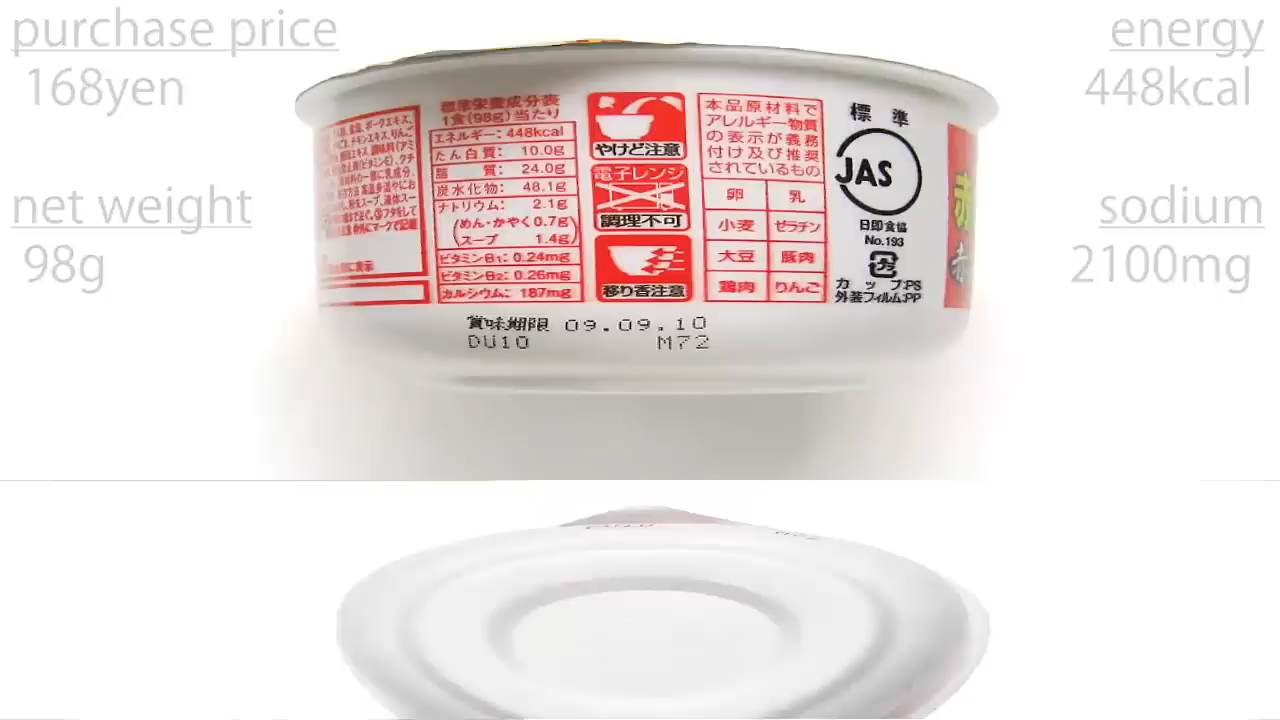 purchase price
168yen
net weight
98g
energy
448kcal
sodium
2100mg
標準栄養成分表
1食(98g)当たり
エネルギー: 448kcal
たん白質: 10.0g
脂質: 24.0g
炭水化物: 48.1g
ナトリウム: 2.1g
(めん・かやく0.7g)
(スープ 1.4g)
ビタミンB1: 0.24mg
ビタミンB2: 0.26mg
カルシウム: 187mg
やけど注意
電子レンジ
調理不可
移り香注意
本品原材料で
アレルギー物質
の表示が義務
付け及び推奨
されているもの
卵 乳
小麦 ゼラチン
大豆 豚肉
鶏肉 りんご
標準
JAS
日即食協
No.193
プラ
カップ:PS
外装フィルム:PP
賞味期限 09.09.10
DU10 M72